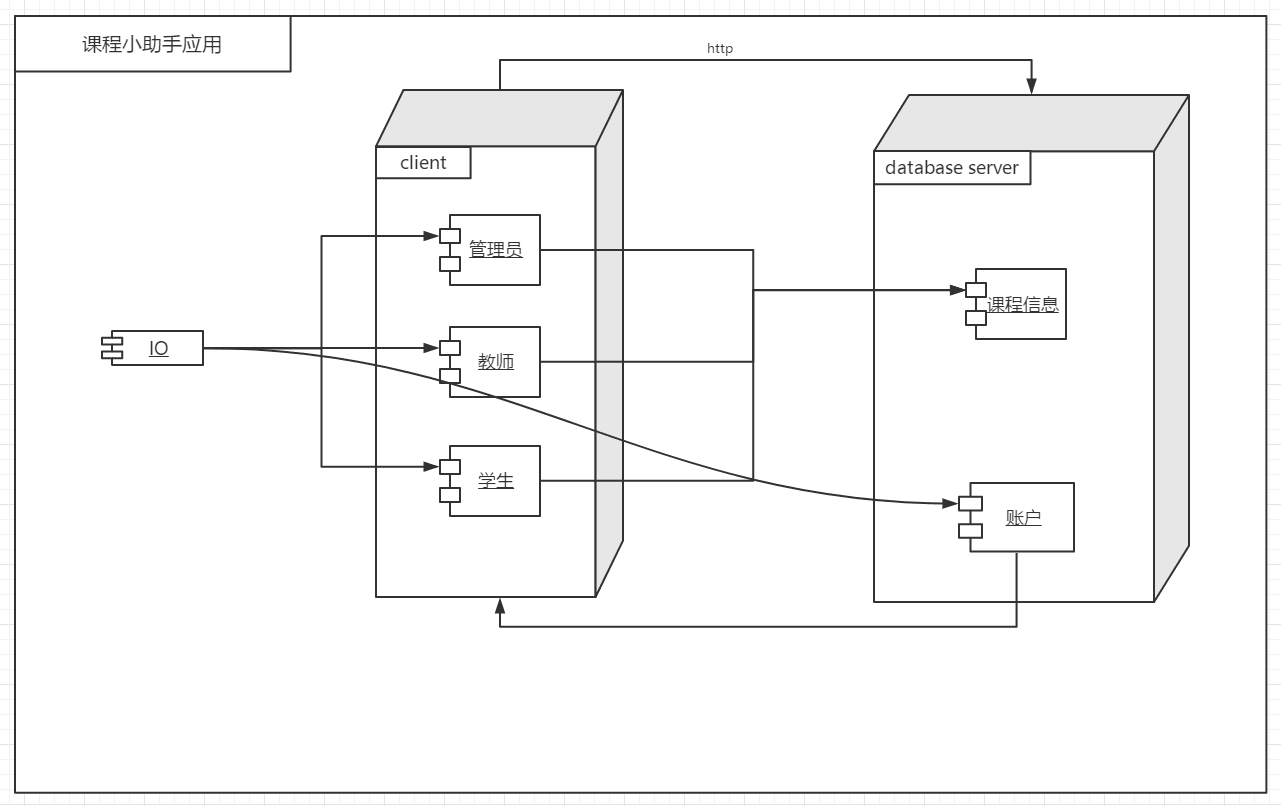 课程小助手应用
http
client
database server
管理员
课程信息
IO
教师
学生
账户